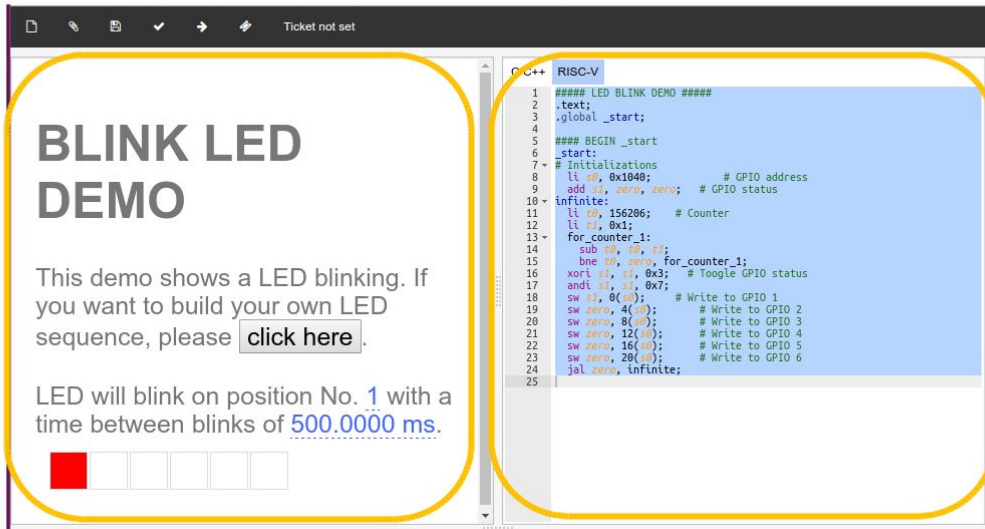 Ticket not set
BLINK LED
DEMO
This demo shows a LED blinking. If
you want to build your own LED
sequence, please click here.
LED will blink on position No. 1 with a
time between blinks of 500.0000 ms.
C/C++ RISC-V
1 ##### LED BLINK DEMO #####
2 .text;
3 .global _start;
4
5 #### BEGIN _start
6 _start:
7 # Initializations
8 li s0, 0x1040; # GPIO address
9 add s1, zero, zero; # GPIO status
10 infinite:
11 li t0, 156206; # Counter
12 li t1, 0x1;
13 for_counter_1:
14 sub t0, t0, t1;
15 bne t0, zero, for_counter_1;
16 xori s1, s1, 0x3; # Toogle GPIO status
17 andi s1, s1, 0x7;
18 sw s1, 0(s0); # Write to GPIO 1
19 sw zero, 4(s0); # Write to GPIO 2
20 sw zero, 8(s0); # Write to GPIO 3
21 sw zero, 12(s0); # Write to GPIO 4
22 sw zero, 16(s0); # Write to GPIO 5
23 sw zero, 20(s0); # Write to GPIO 6
24 jal zero, infinite;
25